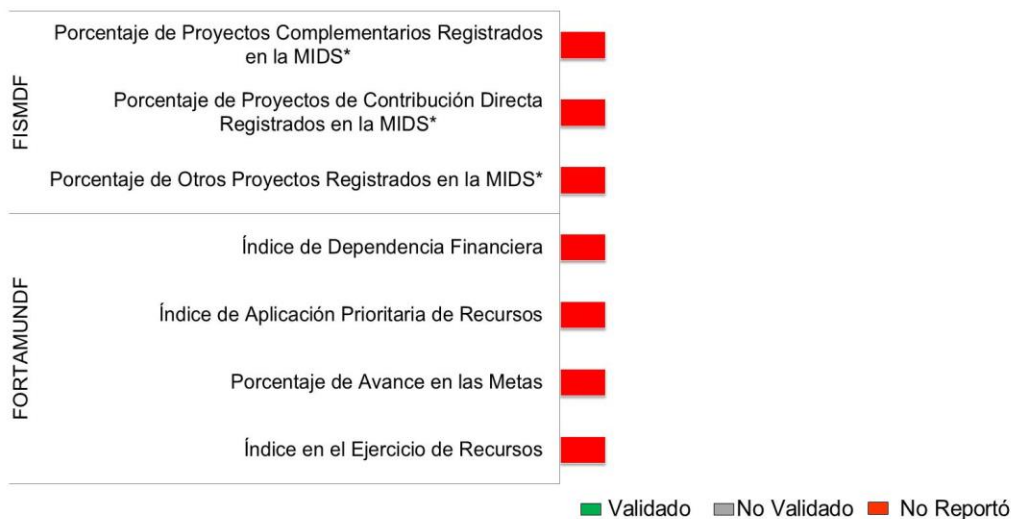 FISMDF
Porcentaje de Proyectos Complementarios Registrados
en la MIDS*
Porcentaje de Proyectos de Contribución Directa
Registrados en la MIDS*
Porcentaje de Otros Proyectos Registrados en la MIDS*
FORTAMUNDF
Índice de Dependencia Financiera
Índice de Aplicación Prioritaria de Recursos
Porcentaje de Avance en las Metas
Índice en el Ejercicio de Recursos
Validado No Validado No Reportó